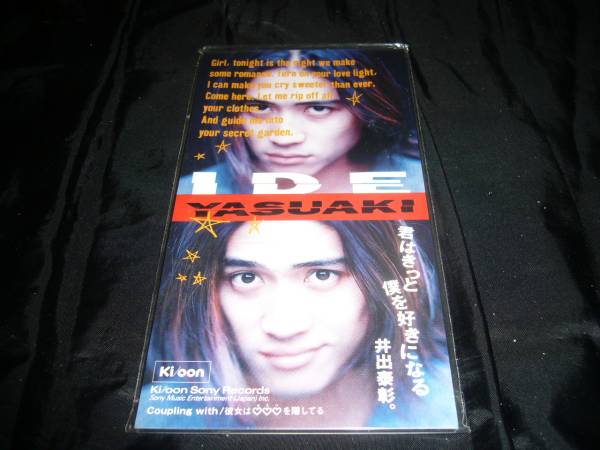 Girl, tonight is the night we make
some romance. Turn on your love light.
I can make you cry sweeter than ever.
Come here. Let me rip off all
your clothes.
And guide me into
your secret garden.
IDE
YASUAKI
君はきっと
僕を好きになる
井出泰彰。
Ki/oon
Ki/oon Sony Records
Sony Music Entertainment (Japan) Inc.
Coupling with/彼女は♡♡♡を隠してる